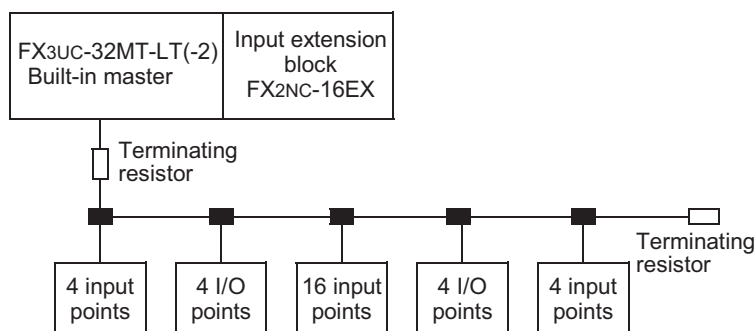 FX3UC-32MT-LT(-2)
Built-in master
Input extension
block
FX2NC-16EX
Terminating
resistor
Terminating
resistor
4 input
points
4 I/O
points
16 input
points
4 I/O
points
4 input
points